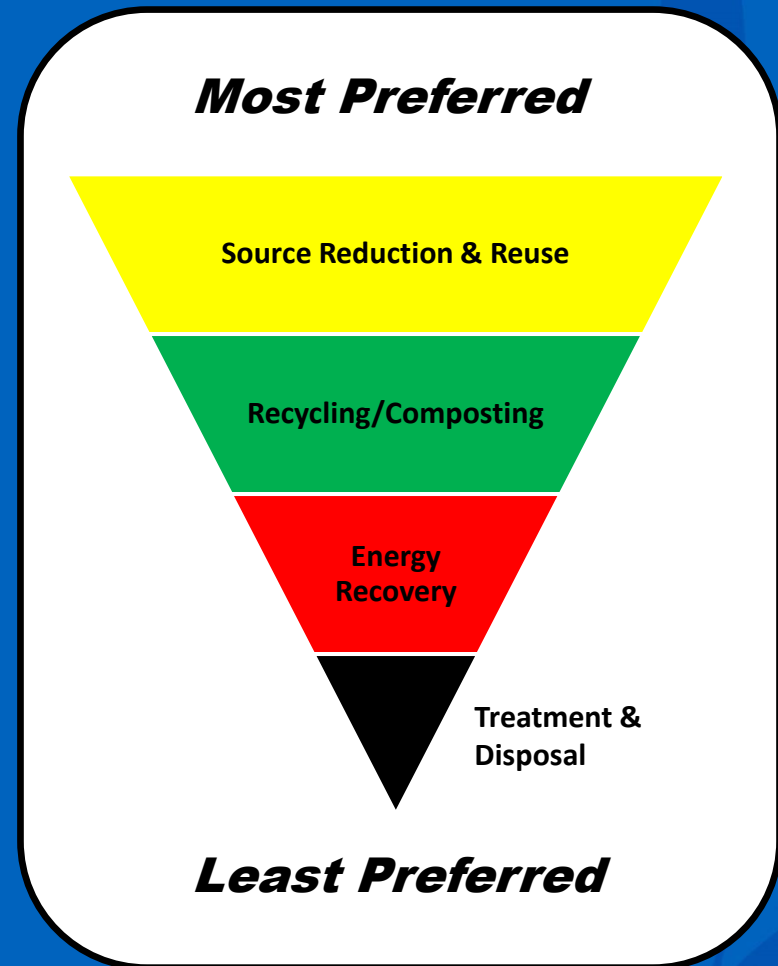 Most Preferred
Source Reduction & Reuse
Recycling/Composting
Energy
Recovery
Treatment &
Disposal
Least Preferred